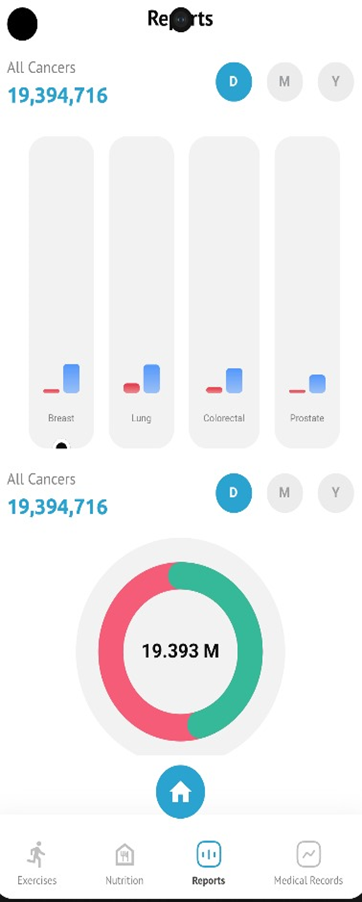 Reports
All Cancers
19,394,716
D M Y
Breast Lung Colorectal Prostate
All Cancers
19,394,716
D M Y
19.393 M
Exercises Nutrition Reports Medical Records